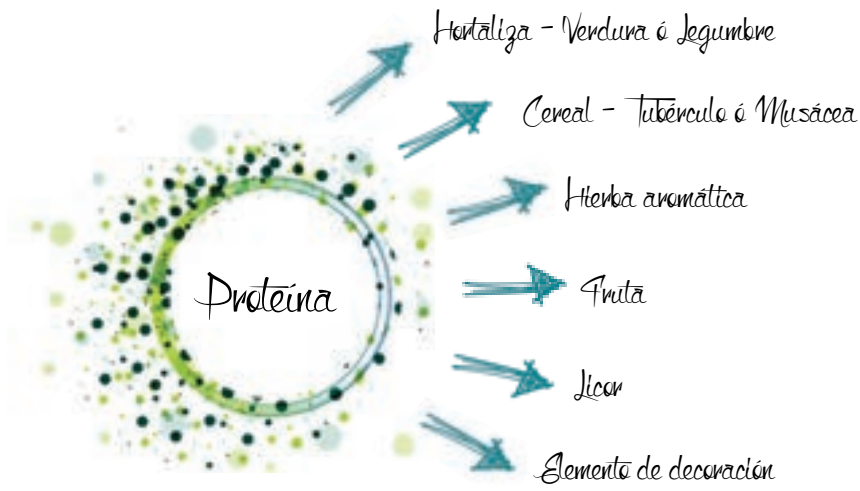 Hortaliza - Verdura ó Legumbre
Cereal - Tubérculo ó Musácea
Hierba aromática
Proteína
Fruta
Licor
Elemento de decoración